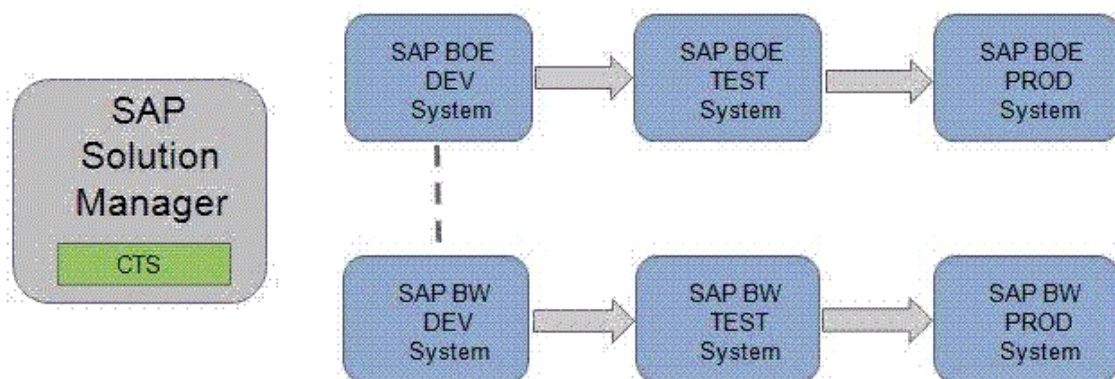 SAP
Solution
Manager
CTS
SAP BOE
DEV
System
SAP BOE
TEST
System
SAP BOE
PROD
System
SAP BW
DEV
System
SAP BW
TEST
System
SAP BW
PROD
System